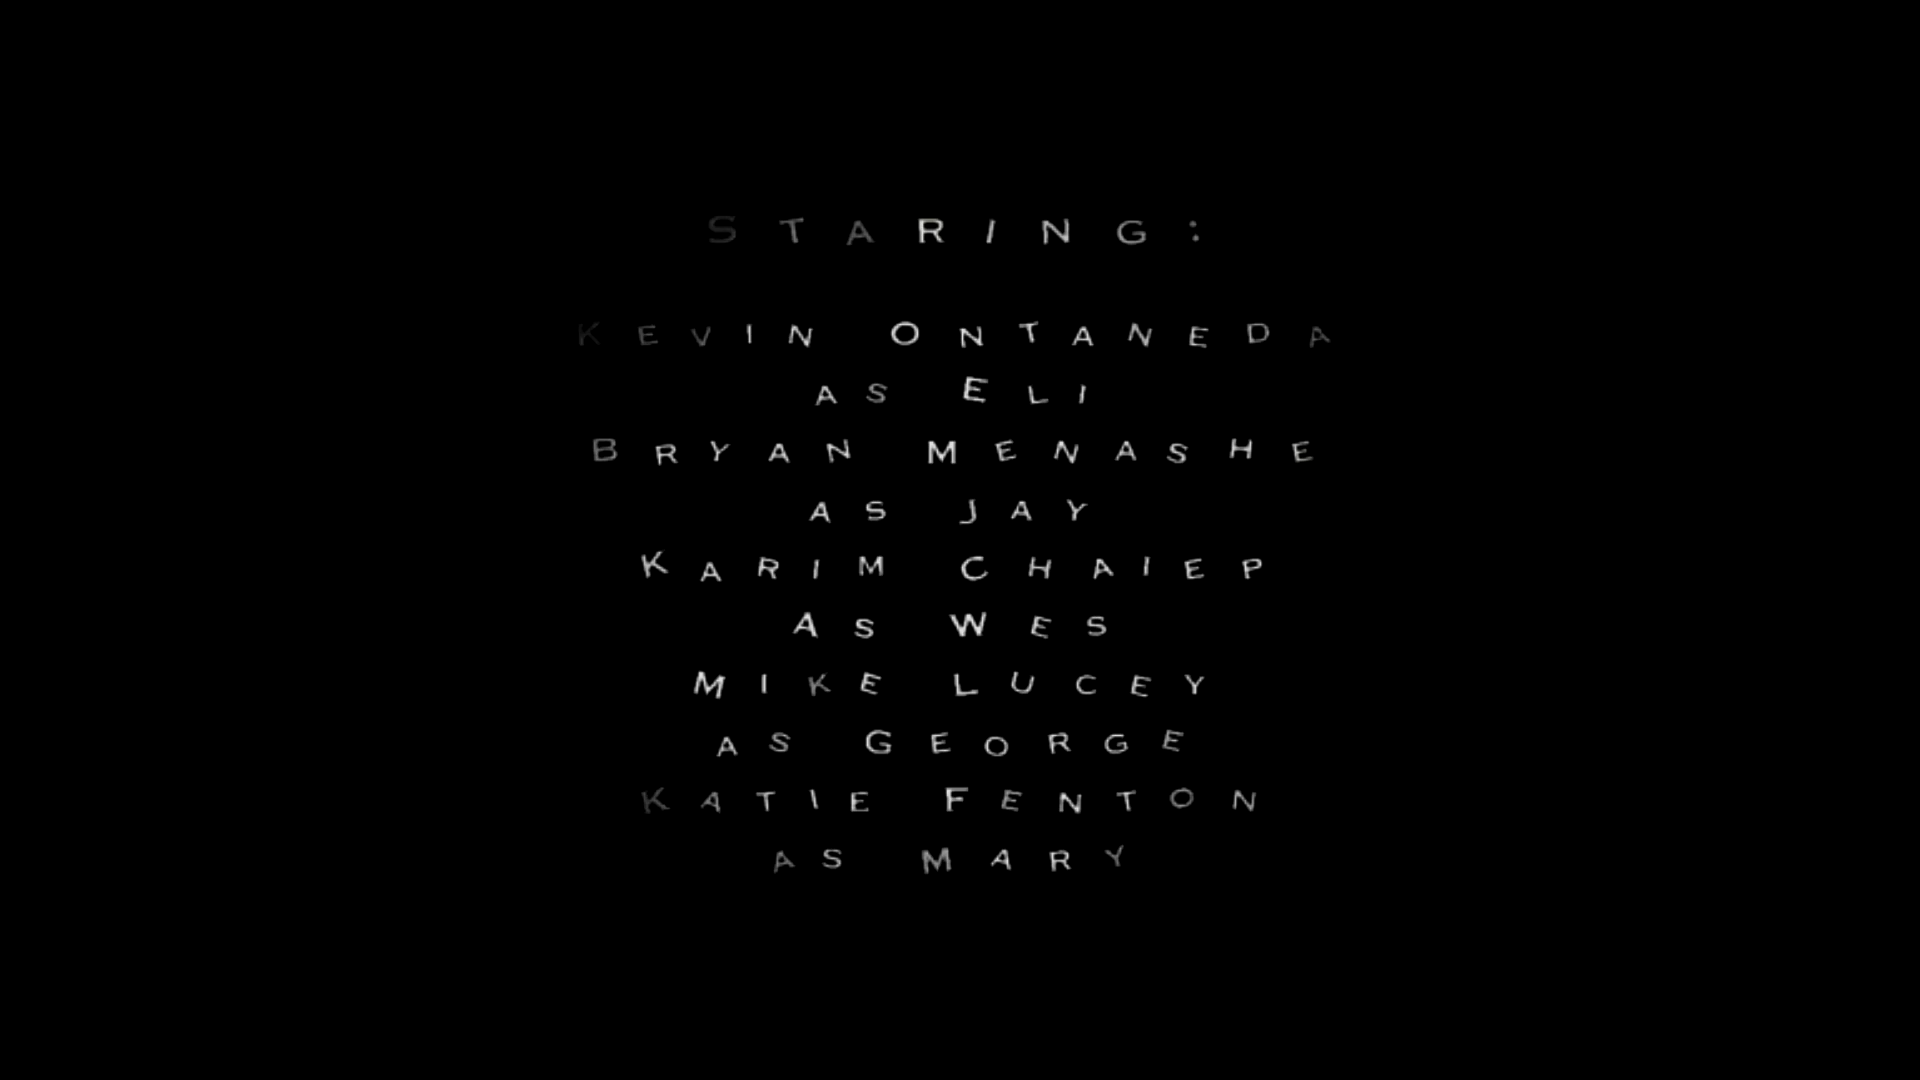 STARING:
KEVIN ONTANEDA
AS ELI
BRYAN MENASHE
AS JAY
KARIM CHAIEP
AS WES
MIKE LUCEY
AS GEORGE
KATIE FENTON
AS MARY